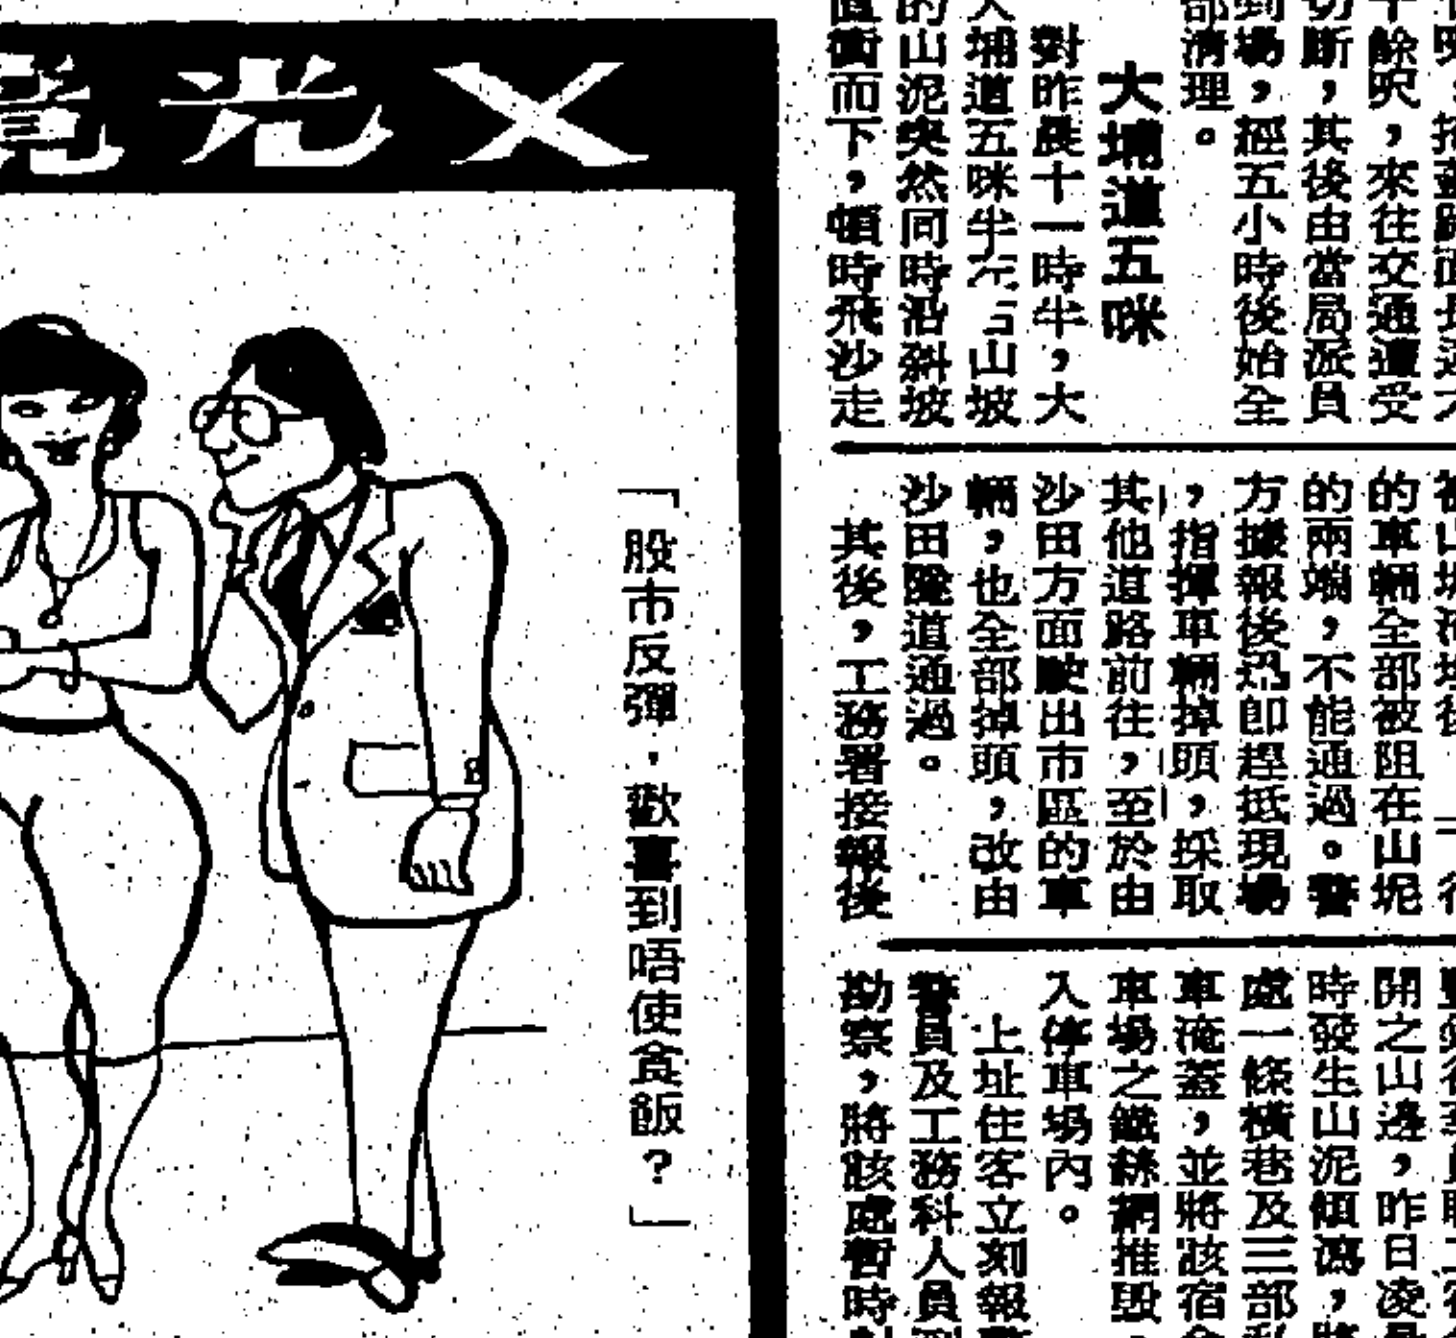 X光
「股市反彈，歡喜到唔使食飯？」
十餘呎，來往交通遭受
切斷，其後由當局派員
到場，經五小時後始全
部清理。
大埔道五咪
對昨晨十一時半，大
埔道五咪半
山坡
的山泥突然同時沿斜坡
直衝而下，頓時飛沙走
的車輛全部被阻在山坭
的兩端，不能通過。警
方據報後迅即趕抵現場
，指揮車輛掉頭，採取
其他道路前往，至於由
沙田方面駛出市區的車
輛，也全部掉頭，改由
沙田隧道通過。
其後，工務署接報後
開之山邊，昨日凌
時發生山泥傾瀉，
處一條橫巷及三部
車淹蓋，並將該宿
車場之鐵絲網推毀，
入停車場內。
上址住客立刻報
警員及工務科人員到
勘察，將該處暫時